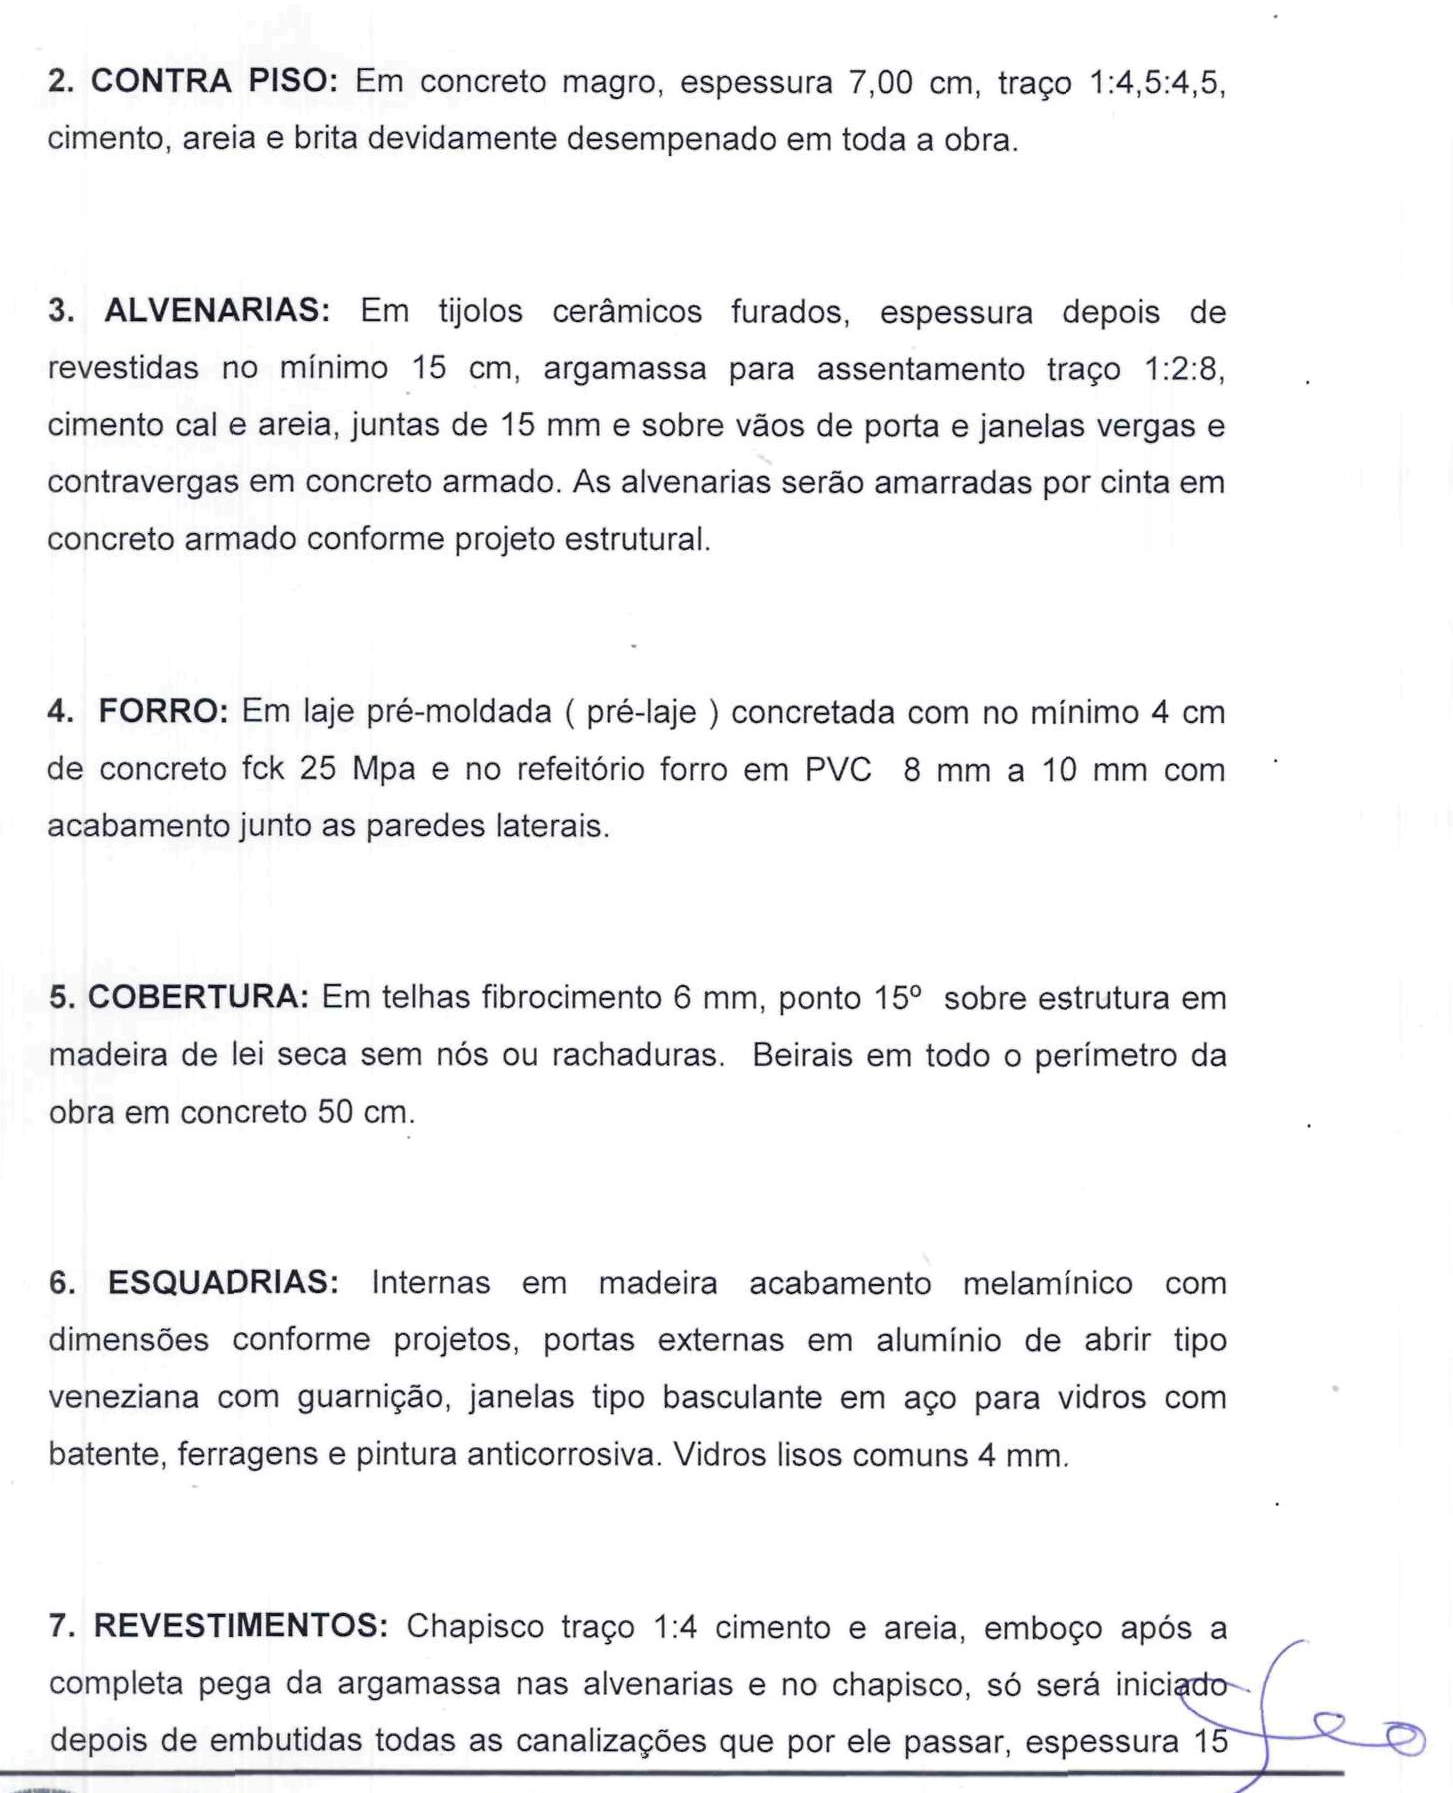 2. CONTRA PISO: Em concreto magro, espessura 7,00 cm, traço 1:4,5:4,5,
cimento, areia e brita devidamente desempenado em toda a obra.
3. ALVENARIAS: Em tijolos cerâmicos furados, espessura depois de
revestidas no mínimo 15 cm, argamassa para assentamento traço 1:2:8,
cimento cal e areia, juntas de 15 mm e sobre vãos de porta e janelas vergas e
contravergas em concreto armado. As alvenarias serão amarradas por cinta em
concreto armado conforme projeto estrutural.
4. FORRO: Em laje pré-moldada ( pré-laje ) concretada com no mínimo 4 cm
de concreto fck 25 Mpa e no refeitório forro em PVC 8 mm a 10 mm com
acabamento junto as paredes laterais.
5. COBERTURA: Em telhas fibrocimento 6 mm, ponto 15º sobre estrutura em
madeira de lei seca sem nós ou rachaduras. Beirais em todo o perímetro da
obra em concreto 50 cm.
6. ESQUADRIAS: Internas em madeira acabamento melamínico com
dimensões conforme projetos, portas externas em alumínio de abrir tipo
veneziana com guarnição, janelas tipo basculante em aço para vidros com
batente, ferragens e pintura anticorrosiva. Vidros lisos comuns 4 mm.
7. REVESTIMENTOS: Chapisco traço 1:4 cimento e areia, emboço após a
completa pega da argamassa nas alvenarias e no chapisco, só será iniciado
depois de embutidas todas as canalizações que por ele passar, espessura 15